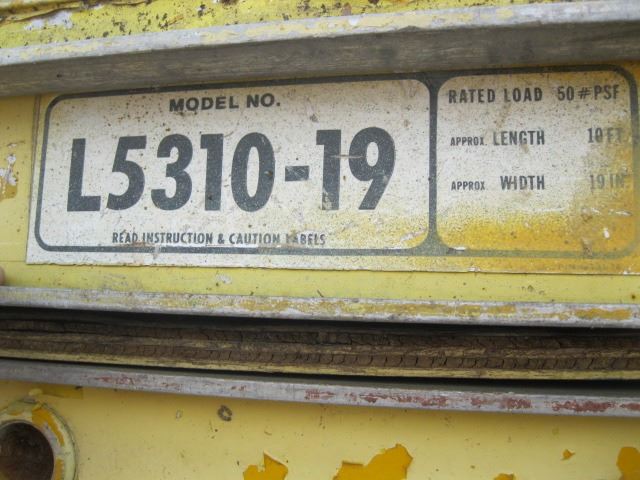 MODEL NO.
L5310-19
READ INSTRUCTION & CAUTION LABELS
RATED LOAD 50 # PSF
APPROX. LENGTH 10 FT.
APPROX. WIDTH 19 IN.